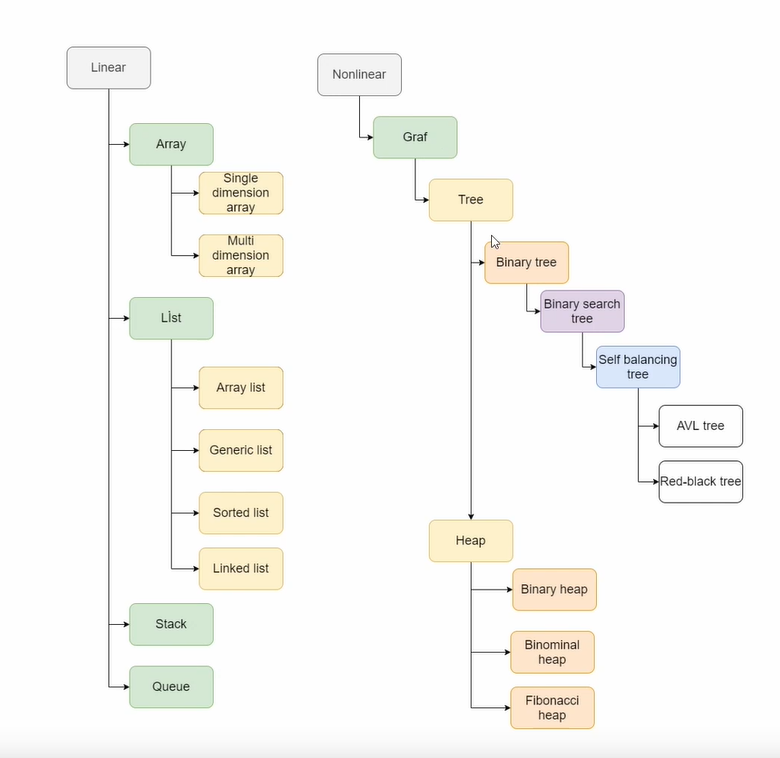 Linear
Array
Single
dimension
array
Multi
dimension
array
LÌst
Array list
Generic list
Sorted list
Linked list
Stack
Queue
Nonlinear
Graf
Tree
Binary tree
Binary search
tree
Self balancing
tree
AVL tree
Red-black tree
Heap
Binary heap
Binominal
heap
Fibonacci
heap